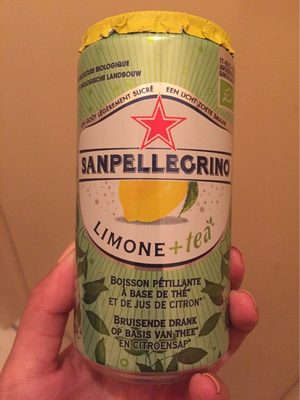 AGRICULTURE BIOLOGIQUE
BIOLOGISCHE LANDBOUW
GOÛT LÉGÈREMENT SUCRÉ
EEN LICHT ZOETE SMAAK
SANPELLEGRINO
LIMONE + tea
BOISSON PÉTILLANTE
À BASE DE THÉ*
ET DE JUS DE CITRON*
BRUISENDE DRANK
OP BASIS VAN THEE*
EN CITROENSAP*